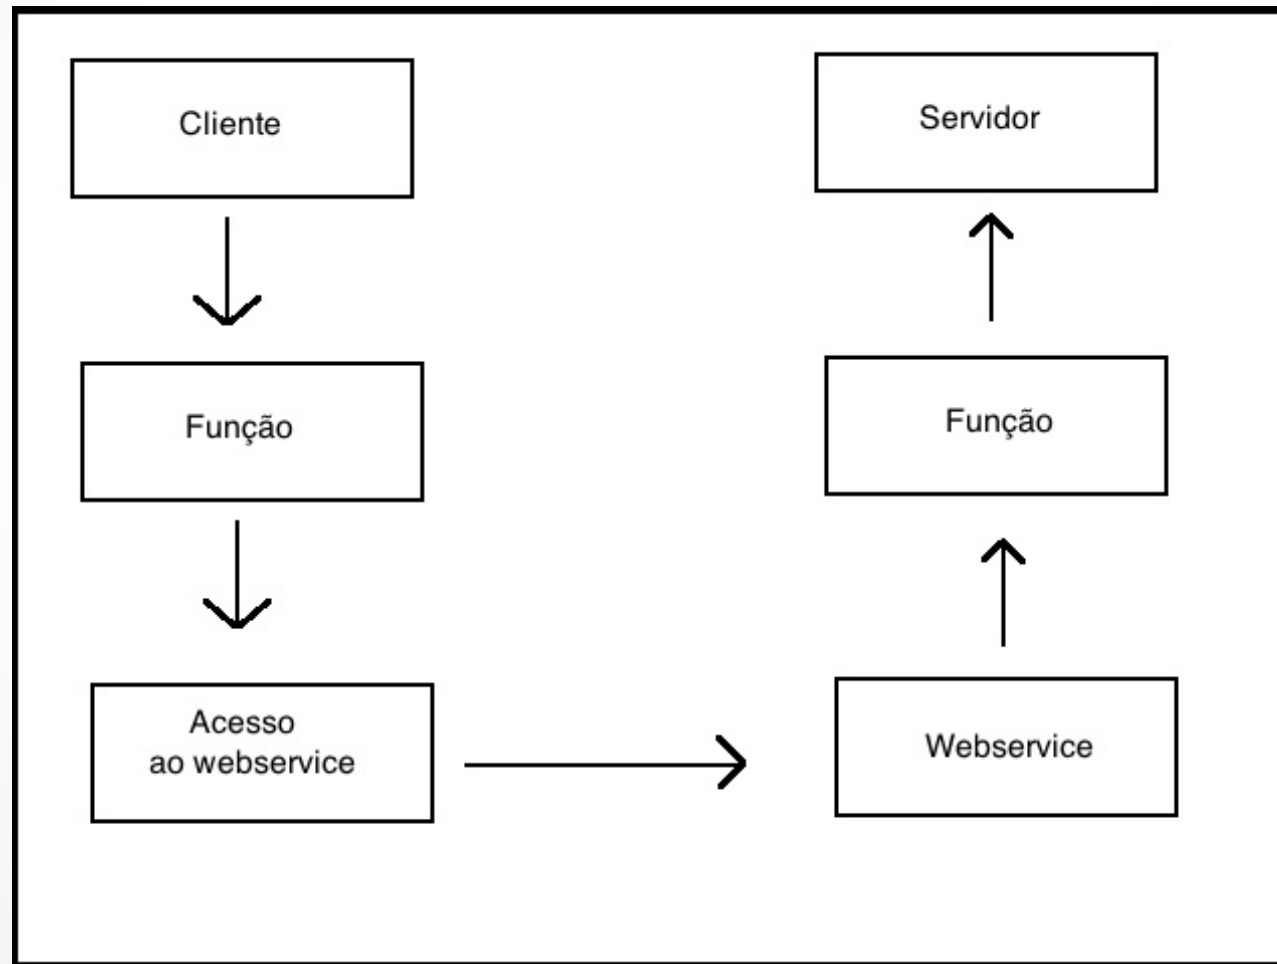 Cliente
Servidor
Função
Função
Acesso
ao webservice
Webservice